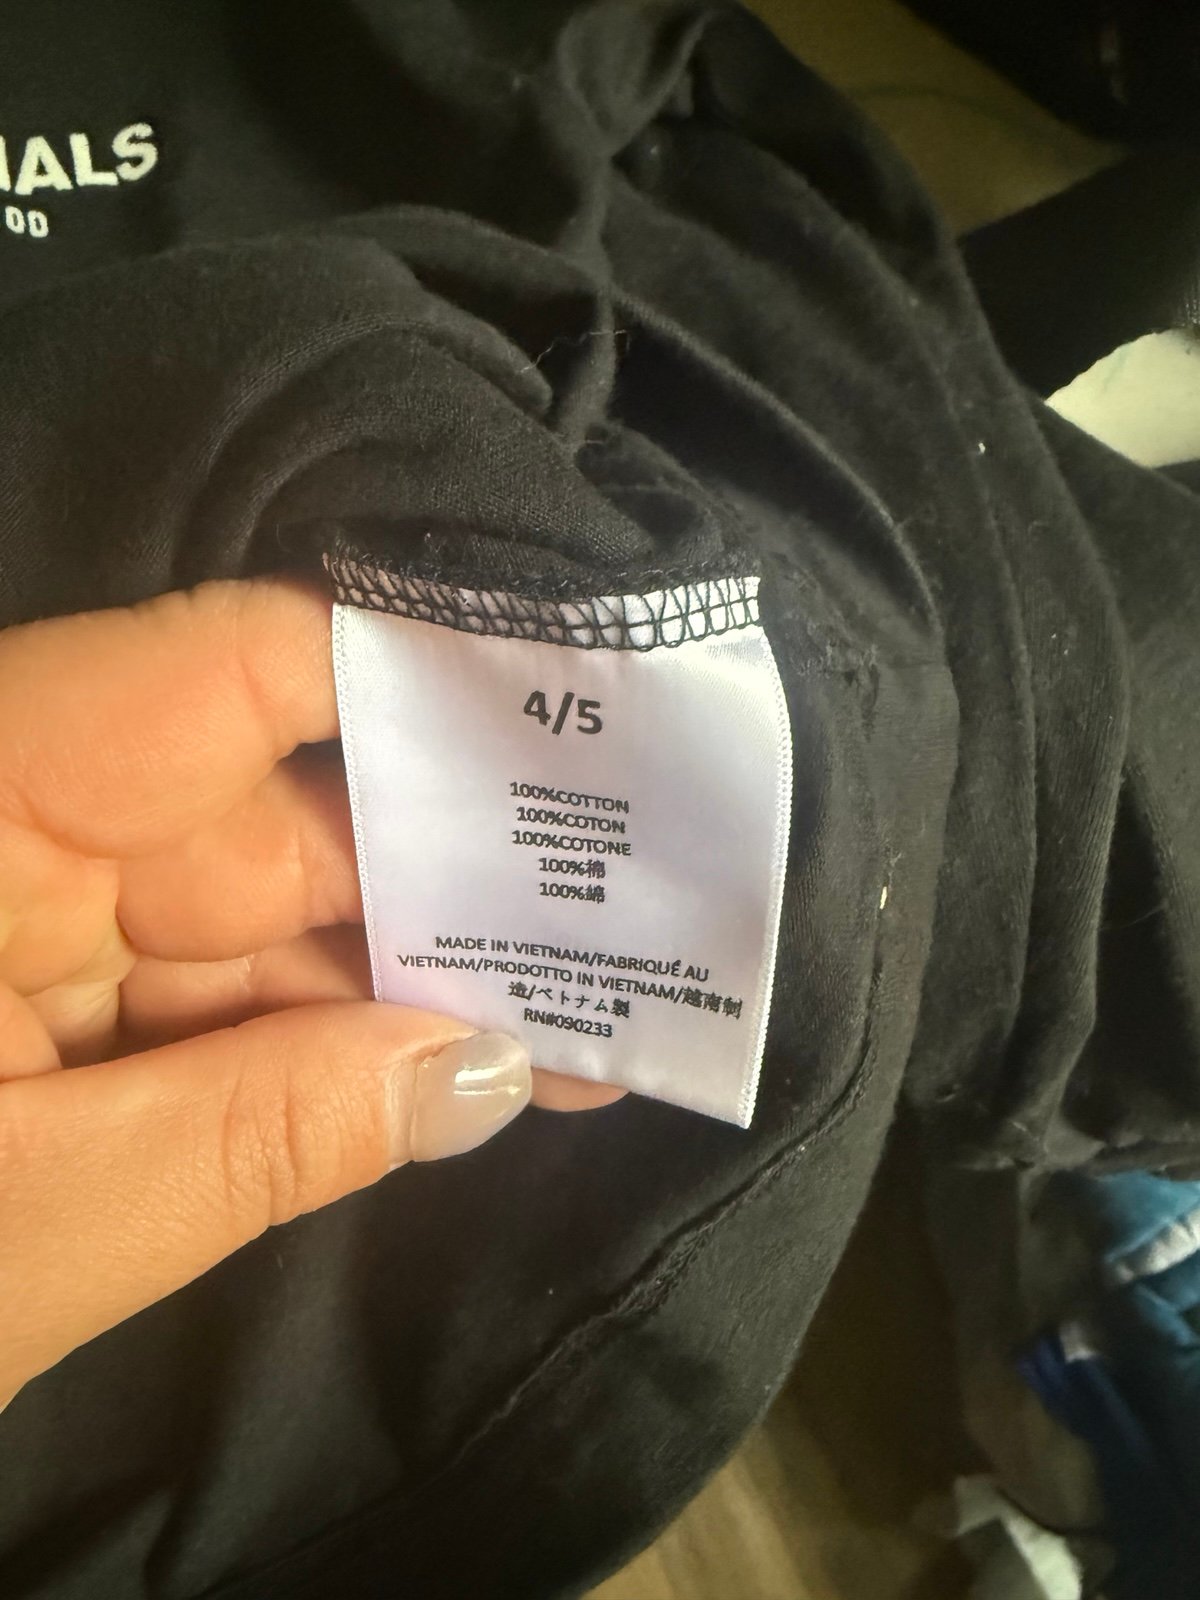 IALS
OD
4/5
100%COTTON
100%COTON
100%COTONE
100%棉
100%綿
MADE IN VIETNAM/FABRIQUÉ AU
VIETNAM/PRODOTTO IN VIETNAM/越南制
造/ベトナム製
RN#090233